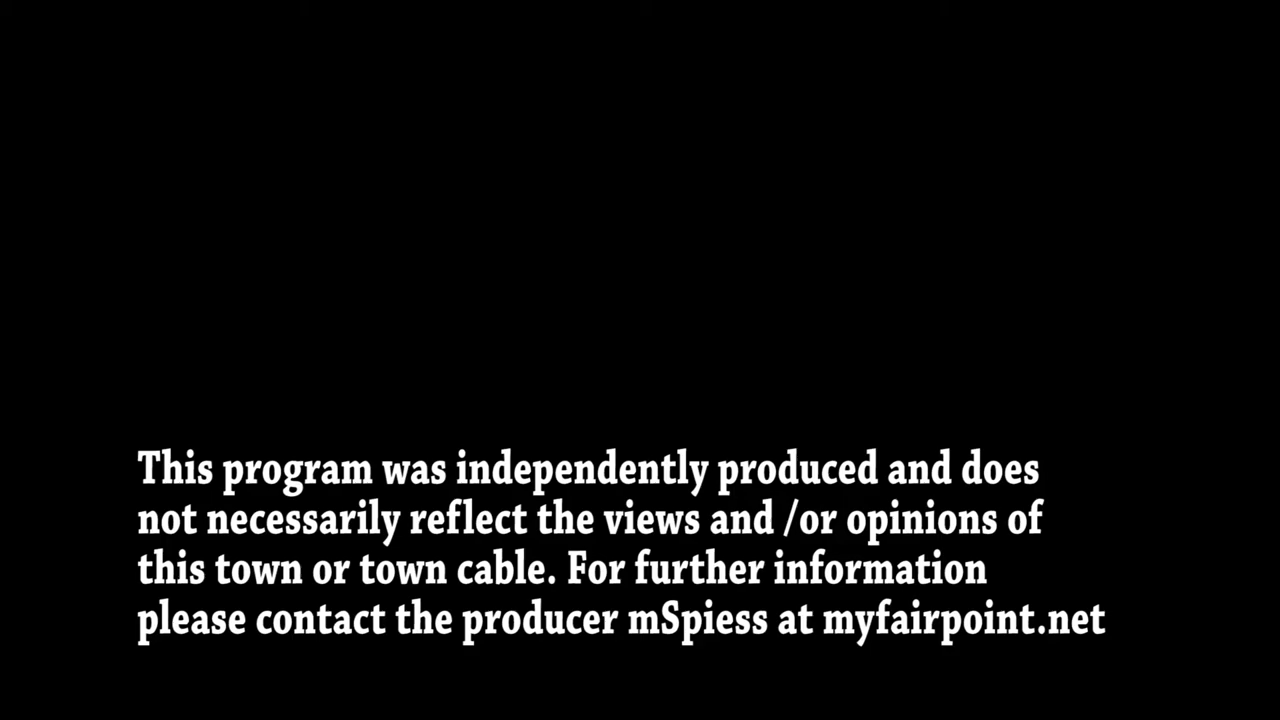 This program was independently produced and does
not necessarily reflect the views and /or opinions of
this town or town cable. For further information
please contact the producer mSpiess at myfairpoint.net